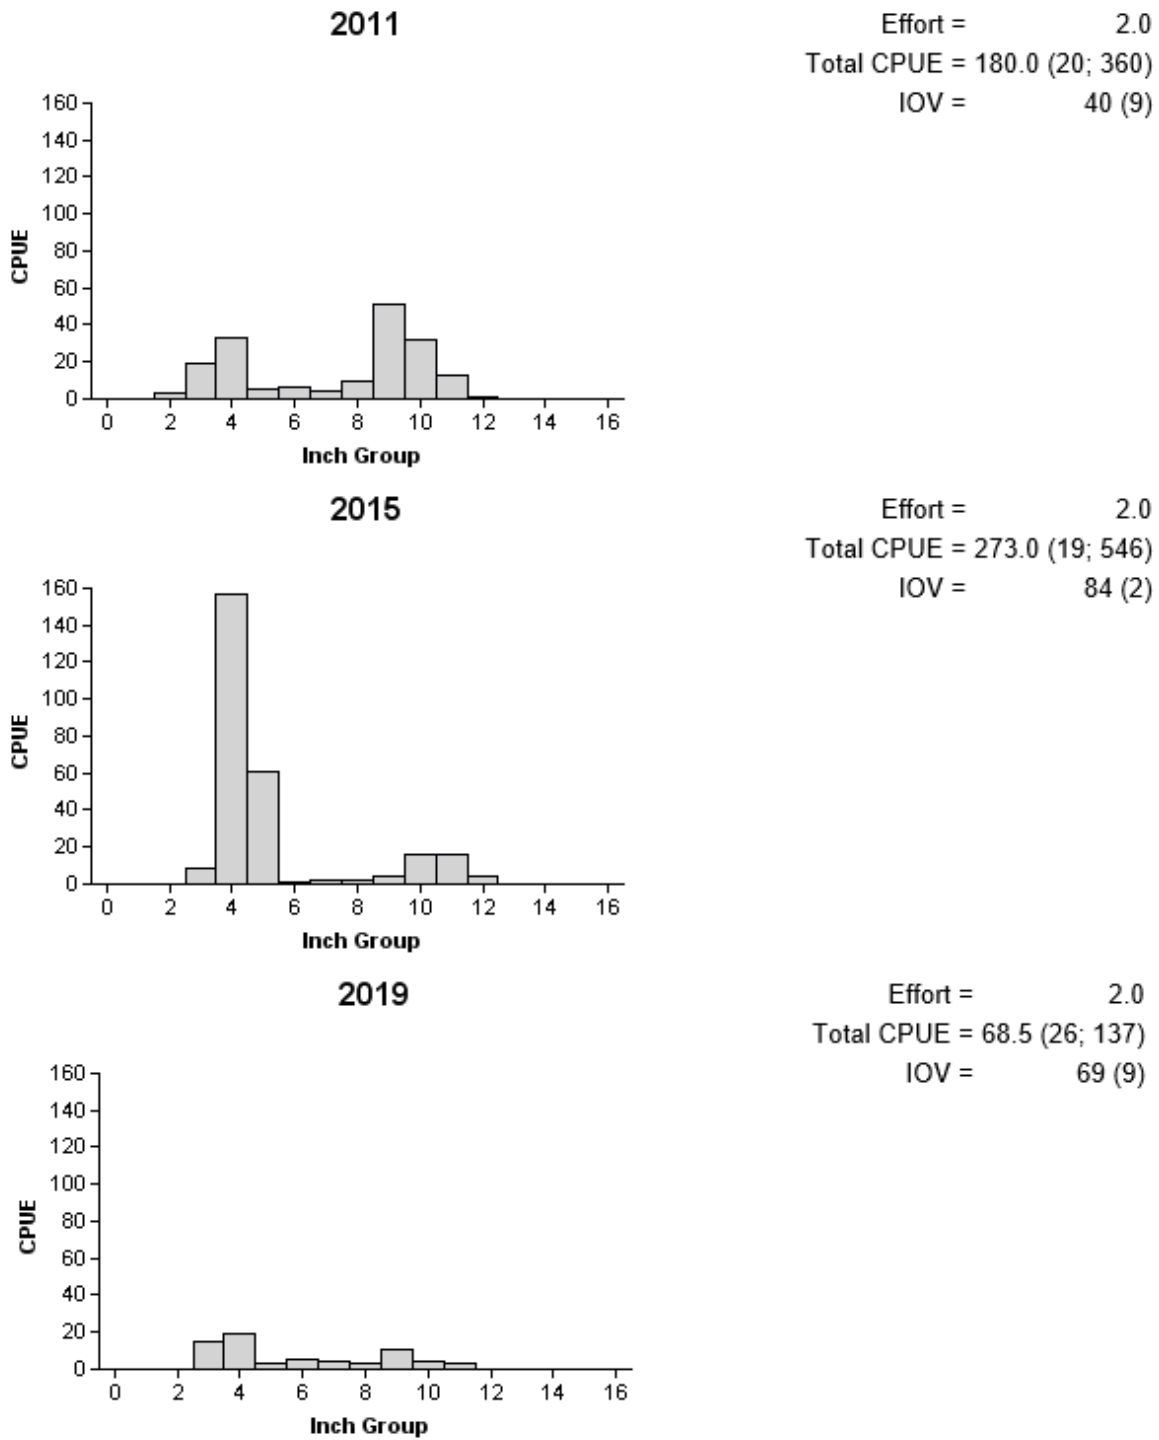 2011
Effort = 2.0
Total CPUE = 180.0 (20; 360)
IOV = 40 (9)
160
140
120
100
80
60
40
20
0
CPUE
0 2 4 6 8 10 12 14 16
Inch Group
2015
Effort = 2.0
Total CPUE = 273.0 (19; 546)
IOV = 84 (2)
160
140
120
100
80
60
40
20
0
CPUE
0 2 4 6 8 10 12 14 16
Inch Group
2019
Effort = 2.0
Total CPUE = 68.5 (26; 137)
IOV = 69 (9)
160
140
120
100
80
60
40
20
0
CPUE
0 2 4 6 8 10 12 14 16
Inch Group